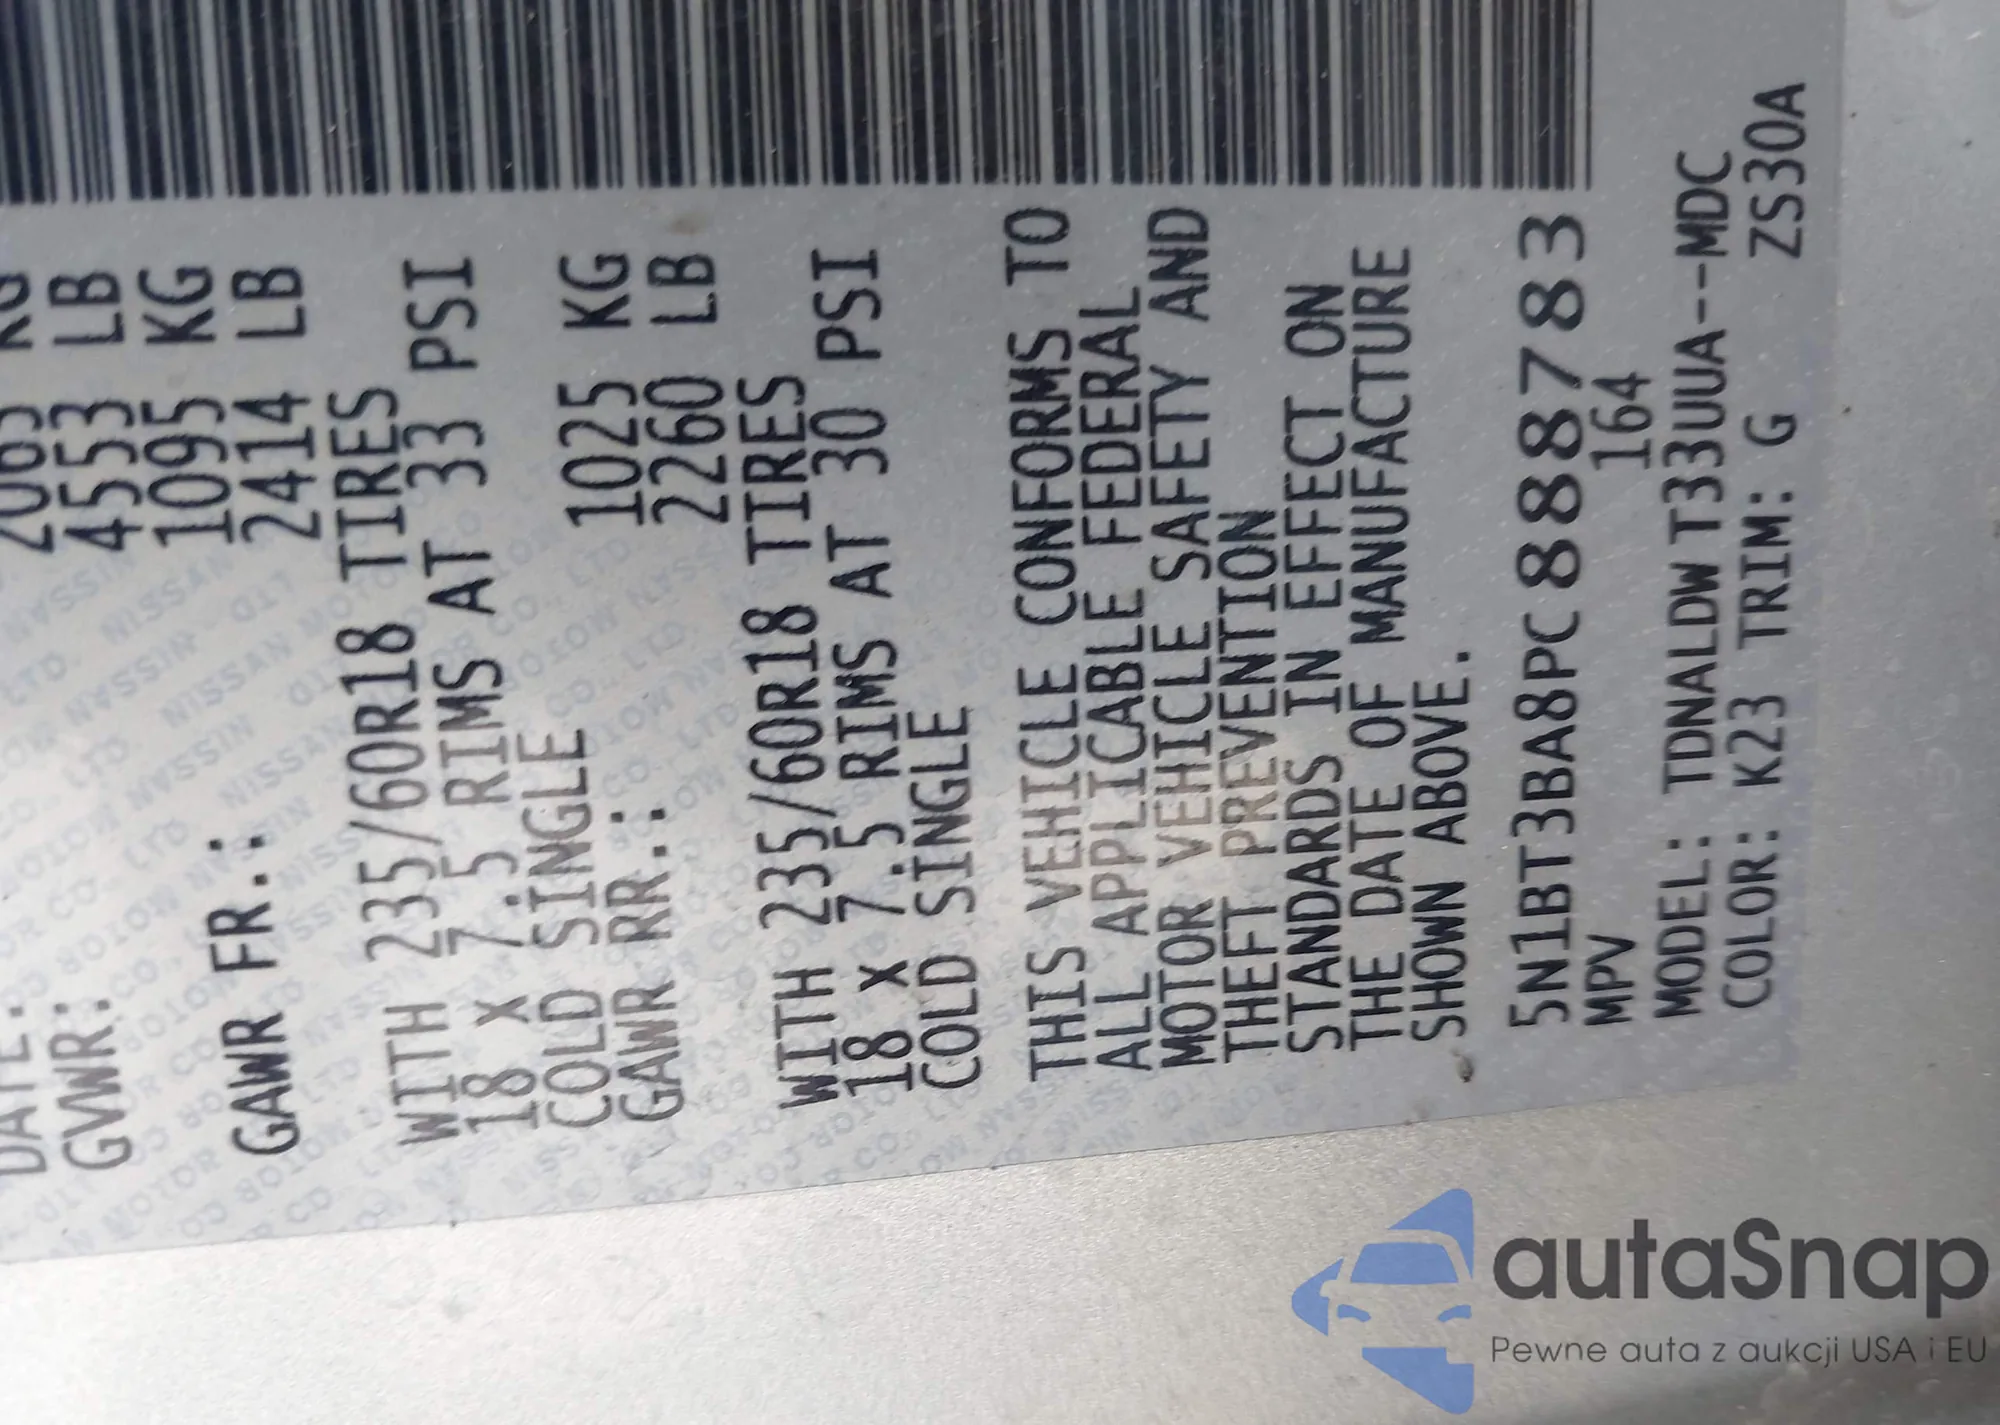 DATE:
GVWR: 2065 KG
4553 LB
GAWR FR.: 1095 KG
2414 LB
WITH 235/60R18 TIRES
18 x 7.5 RIMS AT 33 PSI
COLD SINGLE
GAWR RR.: 1025 KG
2260 LB
WITH 235/60R18 TIRES
18 x 7.5 RIMS AT 30 PSI
COLD SINGLE
THIS VEHICLE CONFORMS TO
ALL APPLICABLE FEDERAL
MOTOR VEHICLE SAFETY AND
THEFT PREVENTION
STANDARDS IN EFFECT ON
THE DATE OF MANUFACTURE
SHOWN ABOVE.
5N1BT3BA8PC888783
MPV 164
MODEL: TDNALDW T33UUA--MDC
COLOR: K23 TRIM: G ZS30A
autaSnap
Pewne auta z aukcji USA i EU